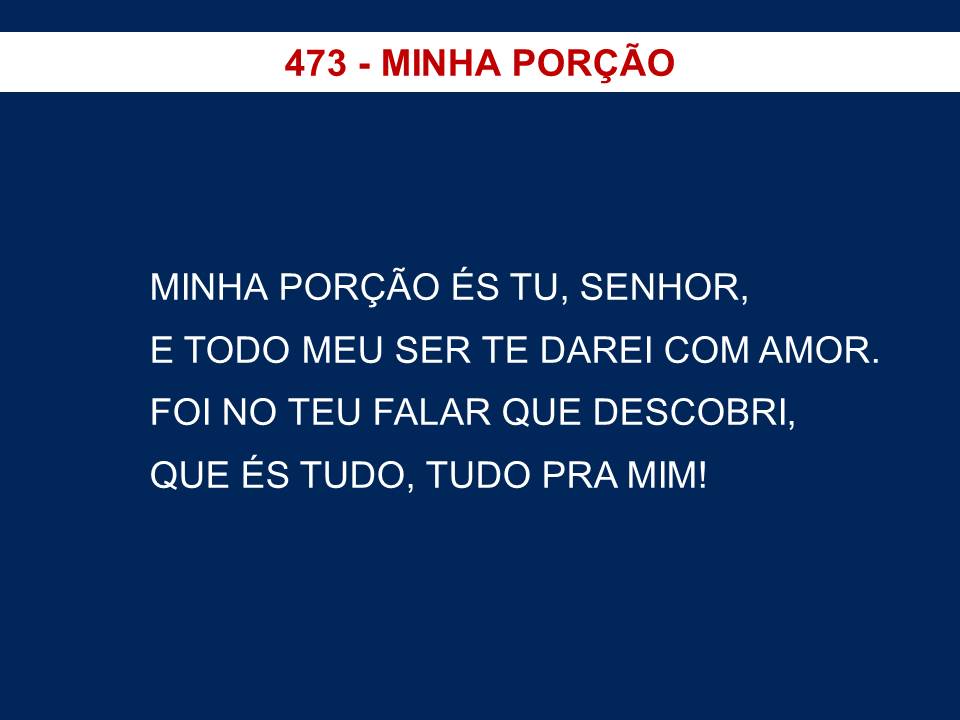 473 - MINHA PORÇÃO
MINHA PORÇÃO ÉS TU, SENHOR,
E TODO MEU SER TE DAREI COM AMOR.
FOI NO TEU FALAR QUE DESCOBRI,
QUE ÉS TUDO, TUDO PRA MIM!